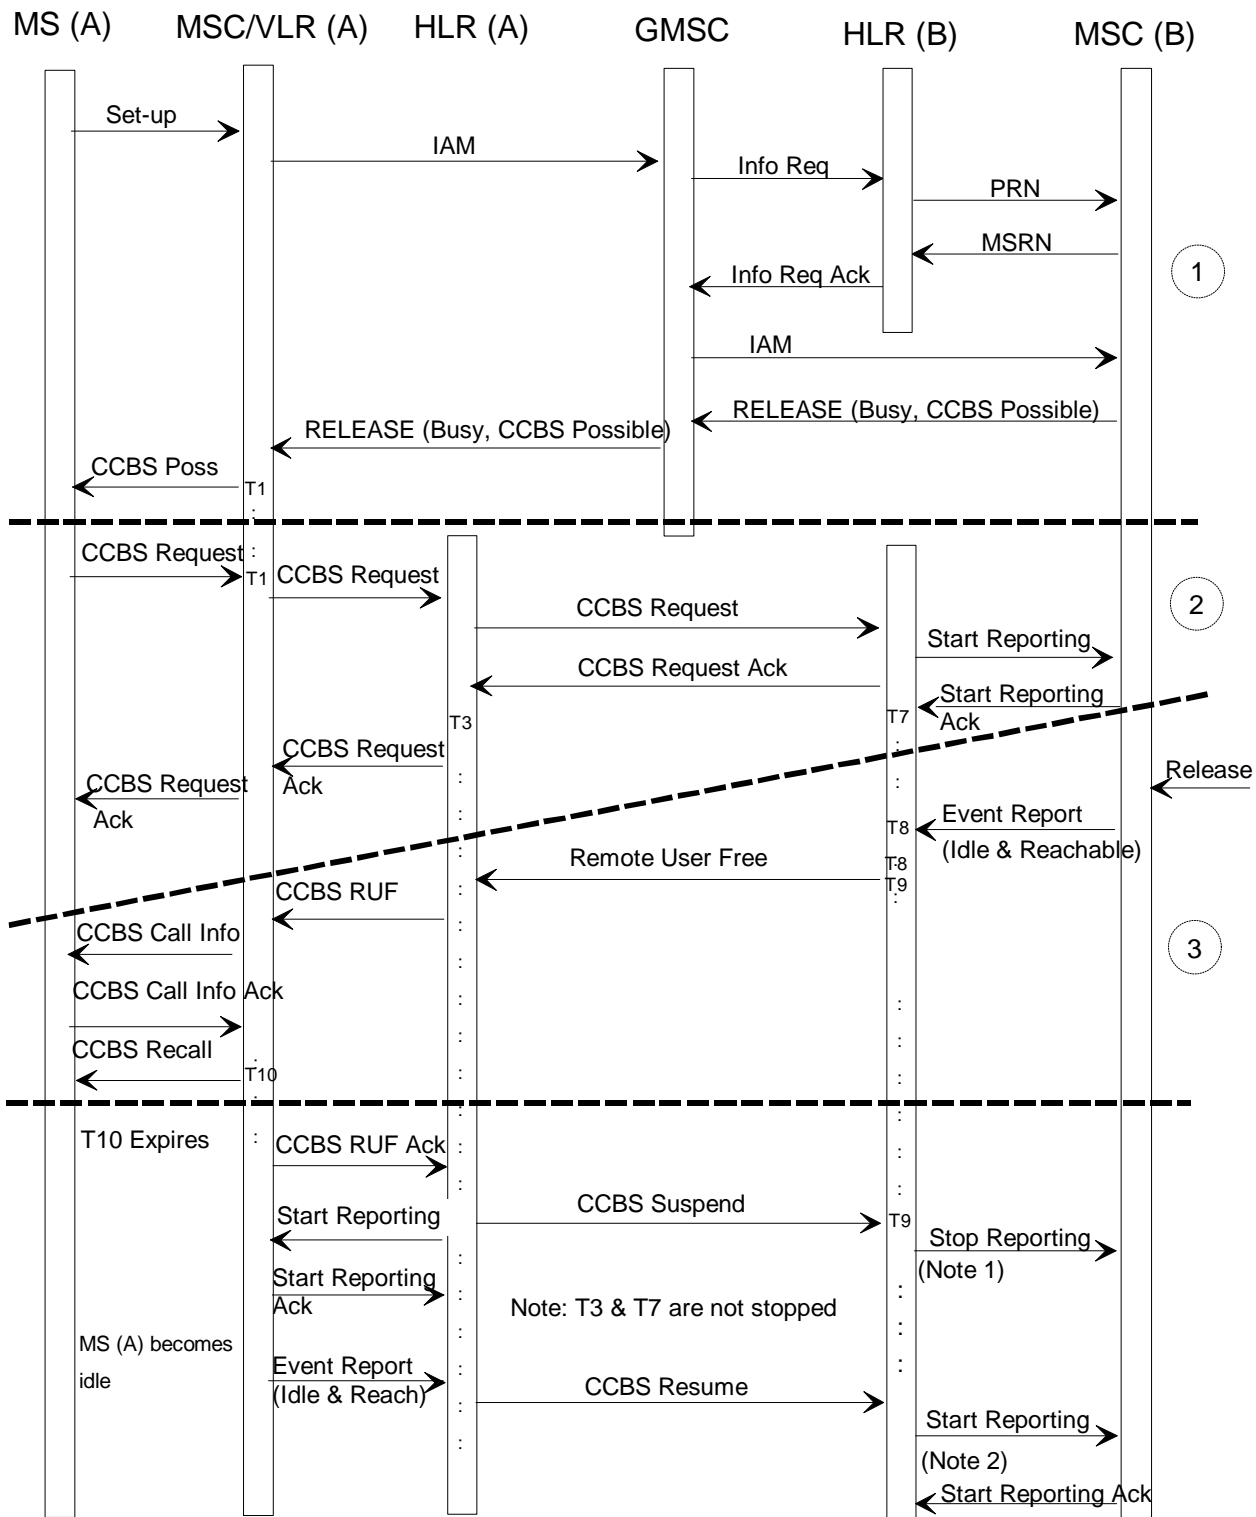 MS (A) MSC/VLR (A) HLR (A) GMSC HLR (B) MSC (B)
Set-up
IAM
Info Req
PRN
MSRN
Info Req Ack
1
IAM
RELEASE (Busy, CCBS Possible)
RELEASE (Busy, CCBS Possible)
CCBS Poss
T1
:
CCBS Request
:
T1
CCBS Request
CCBS Request
2
Start Reporting
CCBS Request Ack
Start Reporting
Ack
T3
T7
:
CCBS Request
Ack
:
:
CCBS Request
Ack
Release
Event Report
(Idle & Reachable)
T8
Remote User Free
T8
T9
:
CCBS RUF
CCBS Call Info
3
CCBS Call Info Ack
CCBS Recall
T10
:
T10 Expires
:
CCBS RUF Ack
CCBS Suspend
T9
Start Reporting
Stop Reporting
(Note 1)
Start Reporting
Ack
Note: T3 & T7 are not stopped
MS (A) becomes
idle
Event Report
(Idle & Reach)
CCBS Resume
Start Reporting
(Note 2)
Start Reporting Ack